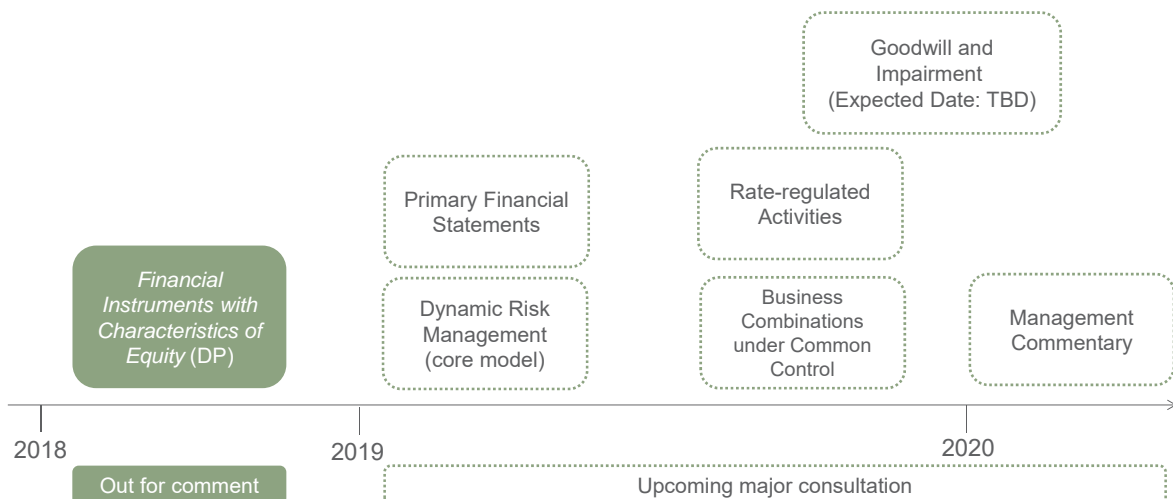 Goodwill and
Impairment
(Expected Date: TBD)
Primary Financial
Statements
Rate-regulated
Activities
Financial
Instruments with
Characteristics of
Equity (DP)
Dynamic Risk
Management
(core model)
Business
Combinations
under Common
Control
Management
Commentary
2018
2019
2020
Out for comment
Upcoming major consultation